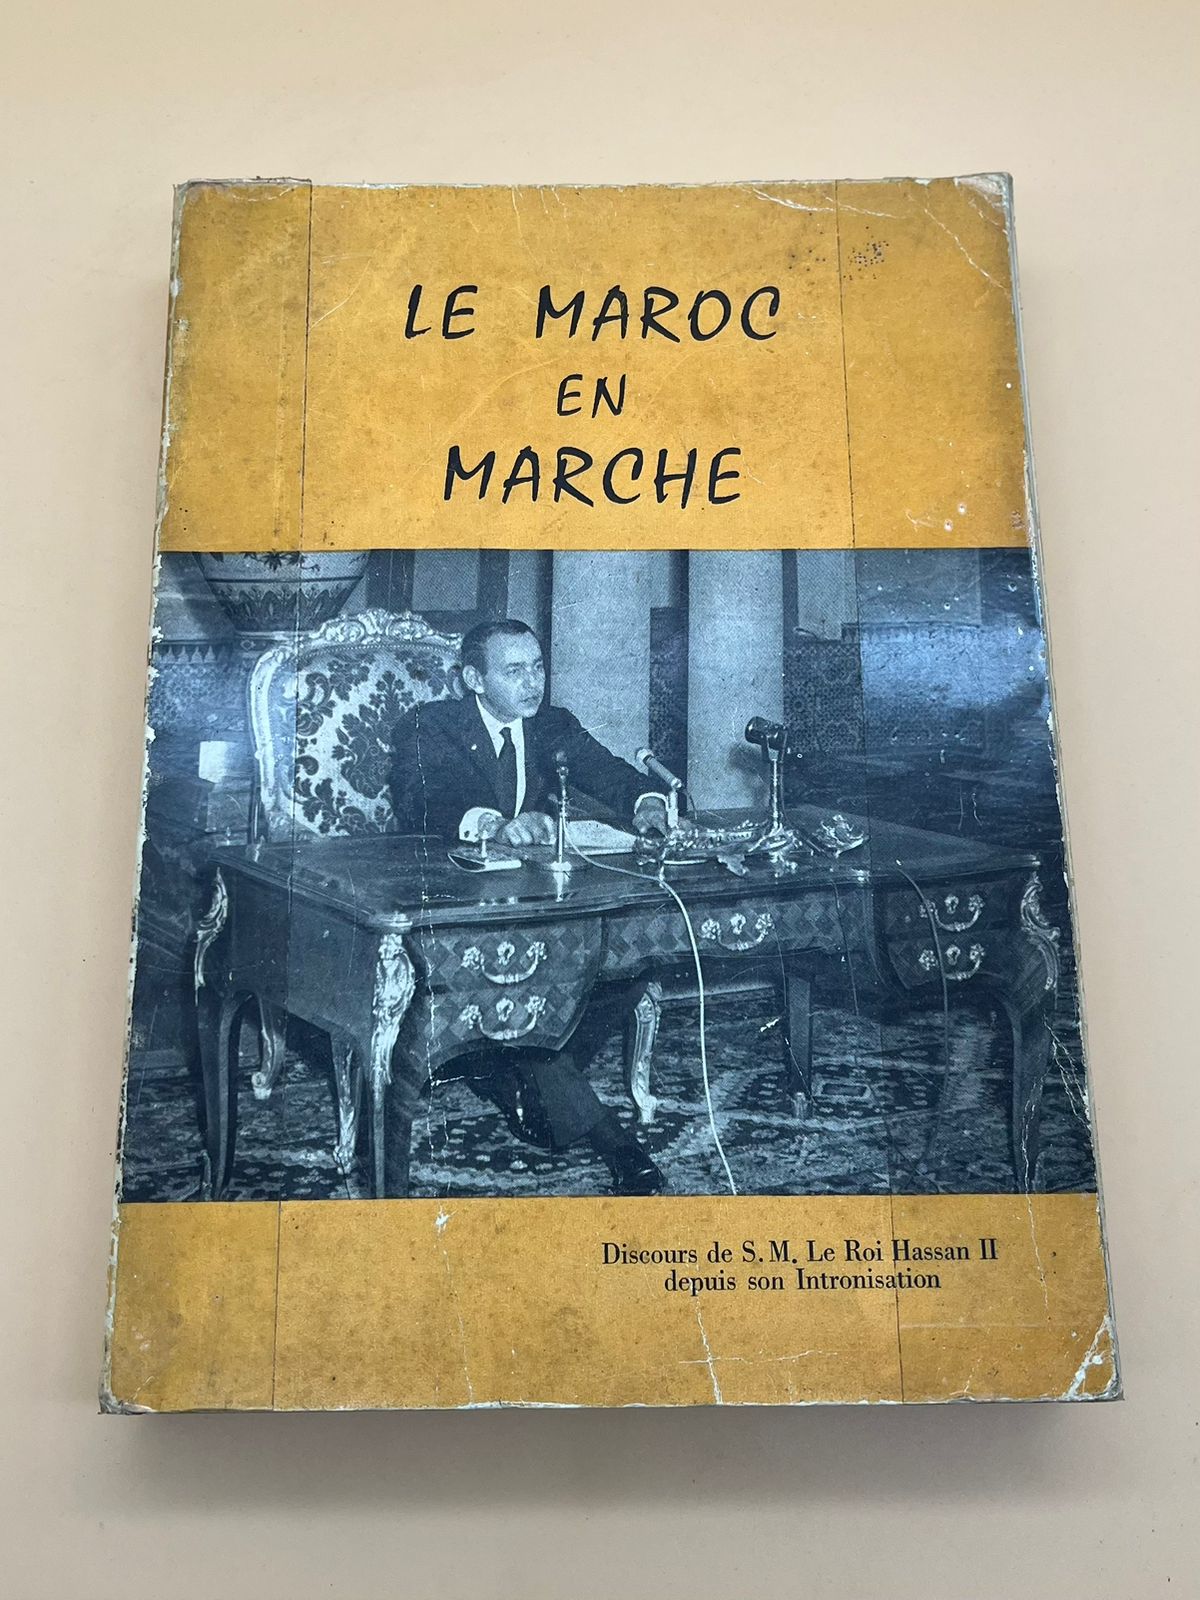 LE MAROC
EN
MARCHE
Discours de S.M. Le Roi Hassan II
depuis son Intronisation